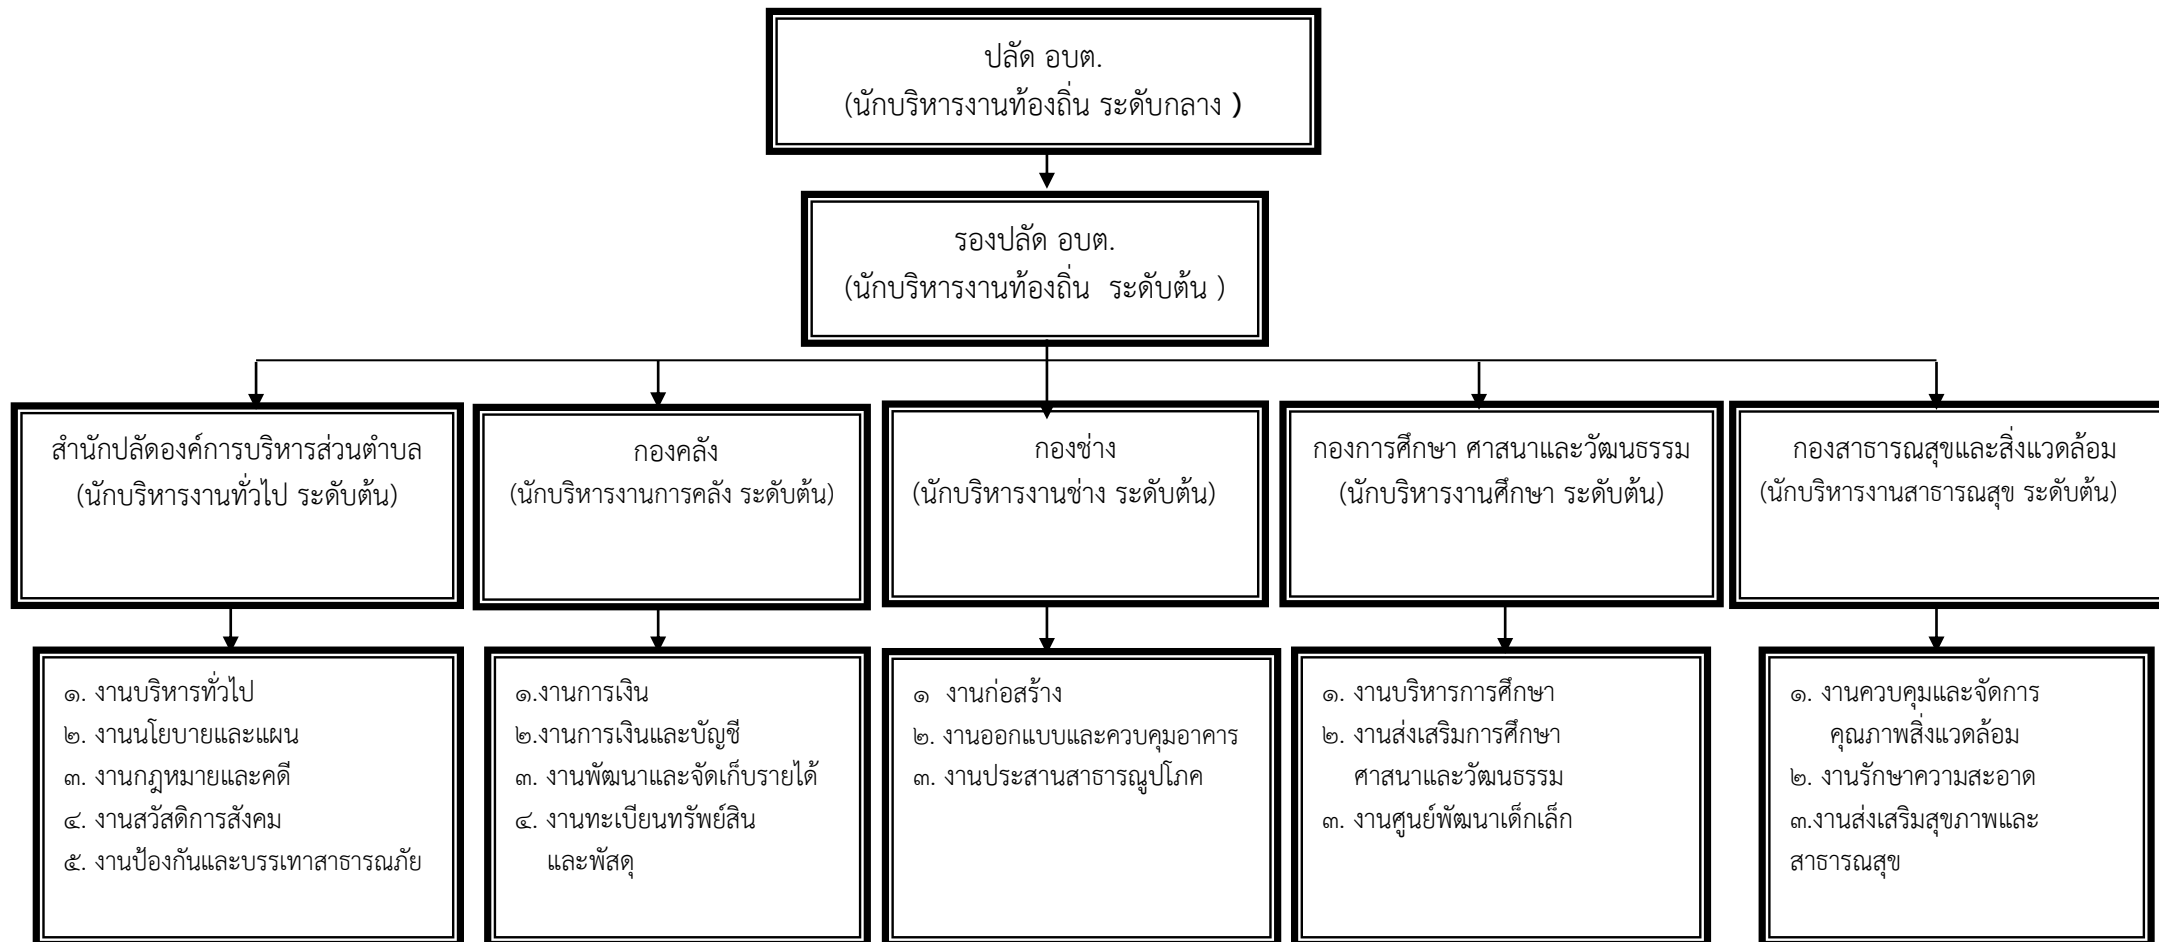 ปลัด อบต.
(นักบริหารงานท้องถิ่น ระดับกลาง )
รองปลัด อบต.
(นักบริหารงานท้องถิ่น ระดับต้น )
สำนักปลัดองค์การบริหารส่วนตำบล
(นักบริหารงานทั่วไป ระดับต้น)
กองคลัง
(นักบริหารงานการคลัง ระดับต้น)
กองช่าง
(นักบริหารงานช่าง ระดับต้น)
กองการศึกษา ศาสนาและวัฒนธรรม
(นักบริหารงานศึกษา ระดับต้น)
กองสาธารณสุขและสิ่งแวดล้อม
(นักบริหารงานสาธารณสุข ระดับต้น)
๑. งานบริหารทั่วไป
๒. งานนโยบายและแผน
๓. งานกฎหมายและคดี
๔. งานสวัสดิการสังคม
๕. งานป้องกันและบรรเทาสาธารณภัย
๑.งานการเงิน
๒.งานการเงินและบัญชี
๓. งานพัฒนาและจัดเก็บรายได้
๔. งานทะเบียนทรัพย์สิน
และพัสดุ
๑ งานก่อสร้าง
๒. งานออกแบบและควบคุมอาคาร
๓. งานประสานสาธารณูปโภค
๑. งานบริหารการศึกษา
๒. งานส่งเสริมการศึกษา
ศาสนาและวัฒนธรรม
๓. งานศูนย์พัฒนาเด็กเล็ก
๑. งานควบคุมและจัดการ
คุณภาพสิ่งแวดล้อม
๒. งานรักษาความสะอาด
๓.งานส่งเสริมสุขภาพและ
สาธารณสุข